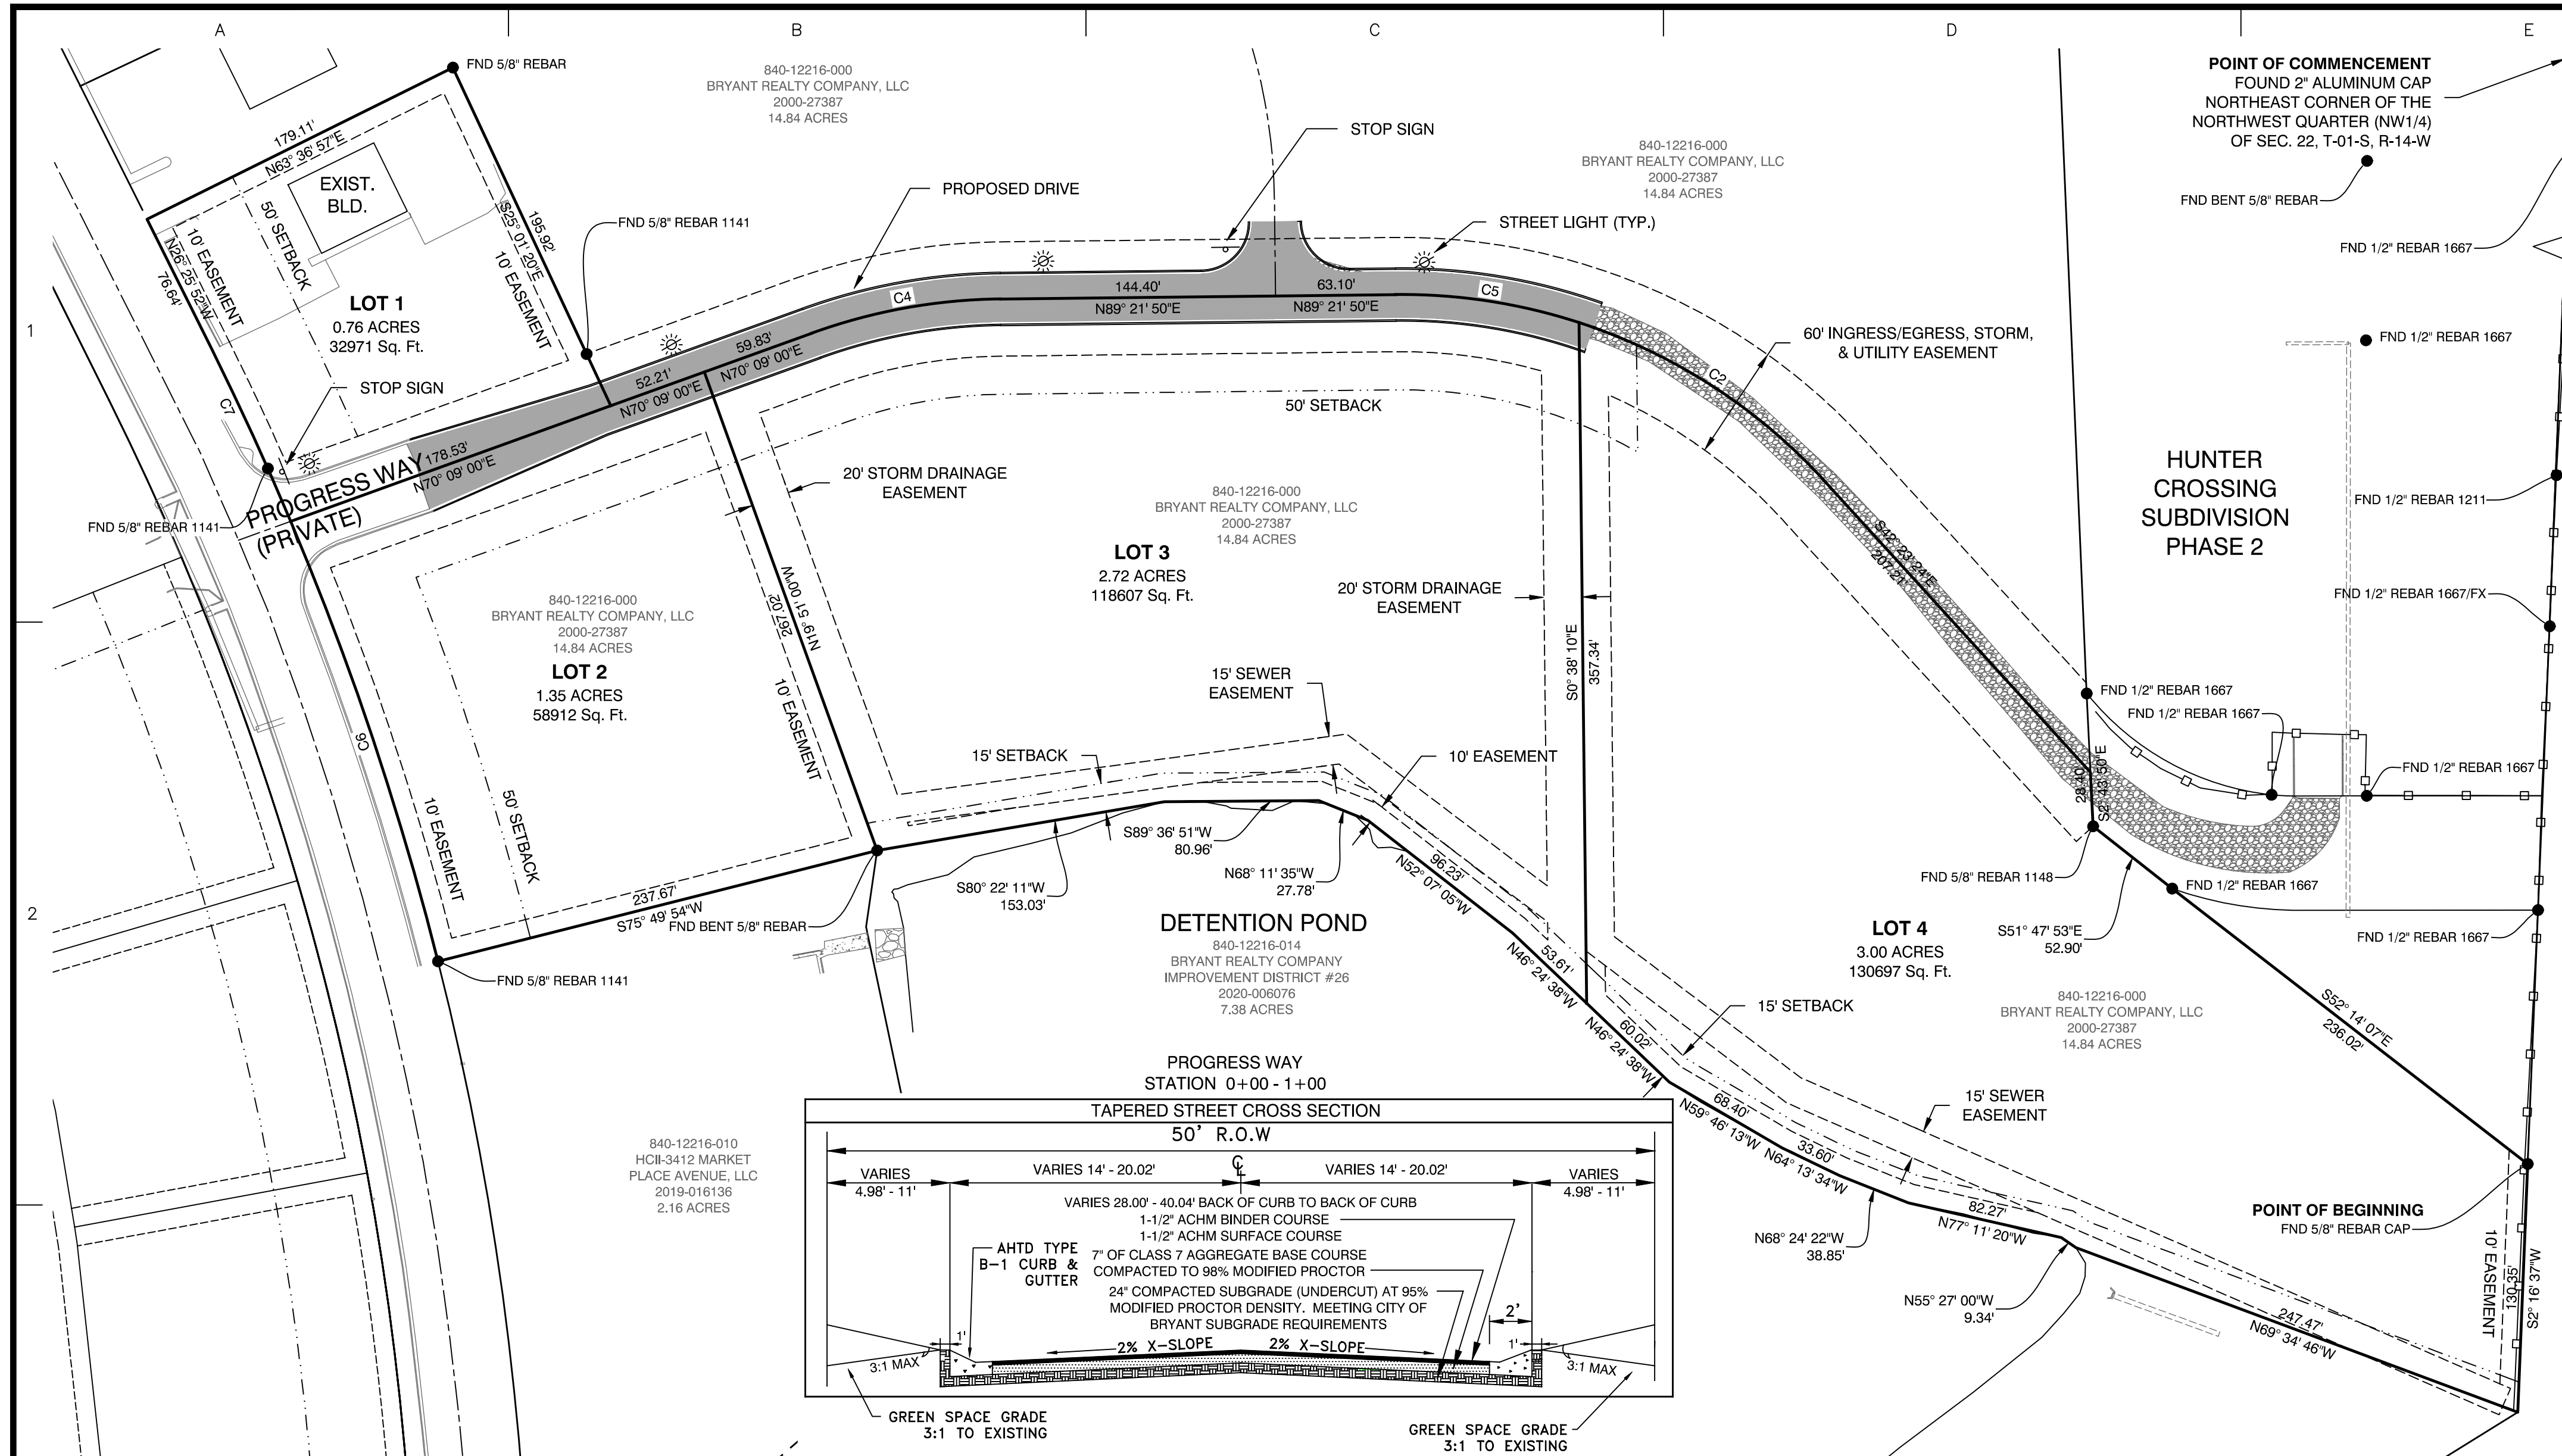 A
B
C
D
E
1
2
FND 5/8" REBAR
840-12216-000
BRYANT REALTY COMPANY, LLC
2000-27387
14.84 ACRES
STOP SIGN
840-12216-000
BRYANT REALTY COMPANY, LLC
2000-27387
14.84 ACRES
POINT OF COMMENCEMENT
FOUND 2" ALUMINUM CAP
NORTHEAST CORNER OF THE
NORTHWEST QUARTER (NW1/4)
OF SEC. 22, T-01-S, R-14-W
FND BENT 5/8" REBAR
FND 1/2" REBAR 1667
FND 1/2" REBAR 1667
179.11'
N63° 36' 57"E
EXIST.
BLD.
PROPOSED DRIVE
STREET LIGHT (TYP.)
FND 5/8" REBAR 1141
195.92'
S25° 01' 20"E
10' EASEMENT
50' SETBACK
10' EASEMENT
N26° 25' 52"W
76.64'
LOT 1
0.76 ACRES
32971 Sq. Ft.
STOP SIGN
C7
C4
144.40'
N89° 21' 50"E
63.10'
N89° 21' 50"E
C5
60' INGRESS/EGRESS, STORM,
& UTILITY EASEMENT
59.83'
N70° 09' 00"E
52.21'
N70° 09' 00"E
C2
50' SETBACK
178.53'
N70° 09' 00"E
PROGRESS WAY
(PRIVATE)
FND 5/8" REBAR 1141
20' STORM DRAINAGE
EASEMENT
840-12216-000
BRYANT REALTY COMPANY, LLC
2000-27387
14.84 ACRES
LOT 3
2.72 ACRES
118607 Sq. Ft.
20' STORM DRAINAGE
EASEMENT
HUNTER
CROSSING
SUBDIVISION
PHASE 2
FND 1/2" REBAR 1211
FND 1/2" REBAR 1667/FX
S42° 23' 24"E
207.21'
N19° 51' 00"W
267.02'
10' EASEMENT
840-12216-000
BRYANT REALTY COMPANY, LLC
2000-27387
14.84 ACRES
LOT 2
1.35 ACRES
58912 Sq. Ft.
S0° 38' 10"E
357.34'
15' SEWER
EASEMENT
15' SETBACK
10' EASEMENT
FND 1/2" REBAR 1667
FND 1/2" REBAR 1667
FND 1/2" REBAR 1667
28.40'
S2° 43' 50"E
C6
10' EASEMENT
50' SETBACK
S89° 36' 51"W
80.96'
N68° 11' 35"W
27.78'
S80° 22' 11"W
153.03'
96.23'
N52° 07' 05"W
237.67'
S75° 49' 54"W
FND BENT 5/8" REBAR
FND 5/8" REBAR 1141
FND 5/8" REBAR 1148
FND 1/2" REBAR 1667
S51° 47' 53"E
52.90'
FND 1/2" REBAR 1667
DETENTION POND
840-12216-014
BRYANT REALTY COMPANY
IMPROVEMENT DISTRICT #26
2020-006076
7.38 ACRES
53.61'
N46° 24' 38"W
60.02'
N46° 24' 38"W
LOT 4
3.00 ACRES
130697 Sq. Ft.
15' SETBACK
840-12216-000
BRYANT REALTY COMPANY, LLC
2000-27387
14.84 ACRES
S52° 14' 07"E
236.02'
68.40'
N59° 46' 13"W
33.60'
N64° 13' 34"W
15' SEWER
EASEMENT
N68° 24' 22"W
38.85'
82.27'
N77° 11' 20"W
N55° 27' 00"W
9.34'
247.47'
N69° 34' 46"W
POINT OF BEGINNING
FND 5/8" REBAR CAP
10' EASEMENT
130.35'
S2° 16' 37"W
840-12216-010
HCII-3412 MARKET
PLACE AVENUE, LLC
2019-016136
2.16 ACRES
PROGRESS WAY
STATION 0+00 - 1+00
TAPERED STREET CROSS SECTION
50' R.O.W
VARIES
4.98' - 11'
VARIES 14' - 20.02'
℄
VARIES 14' - 20.02'
VARIES
4.98' - 11'
VARIES 28.00' - 40.04' BACK OF CURB TO BACK OF CURB
1-1/2" ACHM BINDER COURSE
1-1/2" ACHM SURFACE COURSE
7" OF CLASS 7 AGGREGATE BASE COURSE
COMPACTED TO 98% MODIFIED PROCTOR
24" COMPACTED SUBGRADE (UNDERCUT) AT 95%
MODIFIED PROCTOR DENSITY. MEETING CITY OF
BRYANT SUBGRADE REQUIREMENTS
AHTD TYPE
B-1 CURB &
GUTTER
2'
1'
2% X-SLOPE
2% X-SLOPE
1'
3:1 MAX
3:1 MAX
GREEN SPACE GRADE
3:1 TO EXISTING
GREEN SPACE GRADE
3:1 TO EXISTING